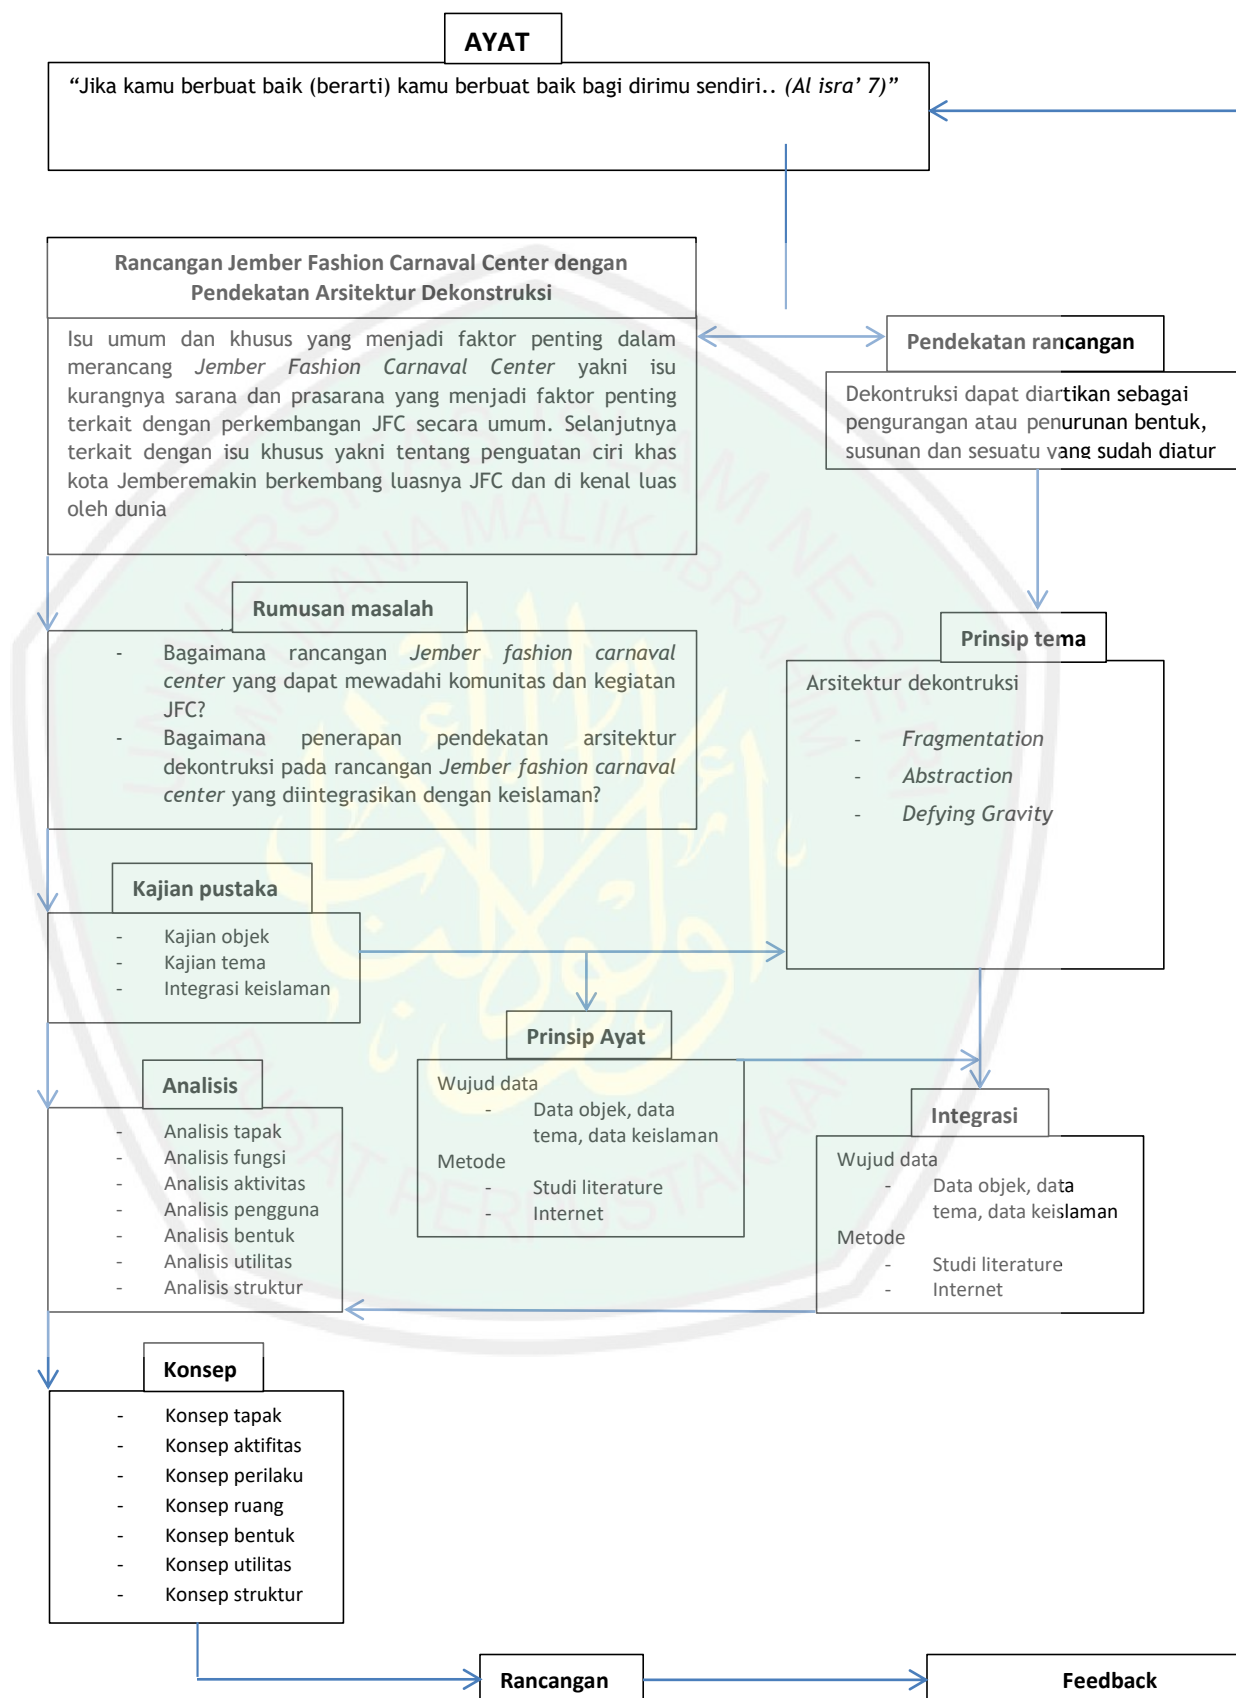 AYAT
“Jika kamu berbuat baik (berarti) kamu berbuat baik bagi dirimu sendiri.. (Al isra’ 7)”
Rancangan Jember Fashion Carnaval Center dengan
Pendekatan Arsitektur Dekonstruksi
Isu umum dan khusus yang menjadi faktor penting dalam
merancang Jember Fashion Carnaval Center yakni isu
kurangnya sarana dan prasarana yang menjadi faktor penting
terkait dengan perkembangan JFC secara umum. Selanjutnya
terkait dengan isu khusus yakni tentang penguatan ciri khas
kota Jemberemakin berkembang luasnya JFC dan di kenal luas
oleh dunia
Pendekatan rancangan
Dekontruksi dapat diartikan sebagai
pengurangan atau penurunan bentuk,
susunan dan sesuatu yang sudah diatur
Rumusan masalah
- Bagaimana rancangan Jember fashion carnaval
center yang dapat mewadahi komunitas dan kegiatan
JFC?
- Bagaimana penerapan pendekatan arsitektur
dekontruksi pada rancangan Jember fashion carnaval
center yang diintegrasikan dengan keislaman?
Prinsip tema
Arsitektur dekontruksi
- Fragmentation
- Abstraction
- Defying Gravity
Kajian pustaka
- Kajian objek
- Kajian tema
- Integrasi keislaman
Prinsip Ayat
Wujud data
- Data objek, data
tema, data keislaman
Metode
- Studi literature
- Internet
Integrasi
Wujud data
- Data objek, data
tema, data keislaman
Metode
- Studi literature
- Internet
Analisis
- Analisis tapak
- Analisis fungsi
- Analisis aktivitas
- Analisis pengguna
- Analisis bentuk
- Analisis utilitas
- Analisis struktur
Konsep
- Konsep tapak
- Konsep aktifitas
- Konsep perilaku
- Konsep ruang
- Konsep bentuk
- Konsep utilitas
- Konsep struktur
Rancangan
Feedback
UNIVERSITAS ISLAM NEGERI
MAULANA MALIK IBRAHIM
PUSAT PERPUSTAKAAN